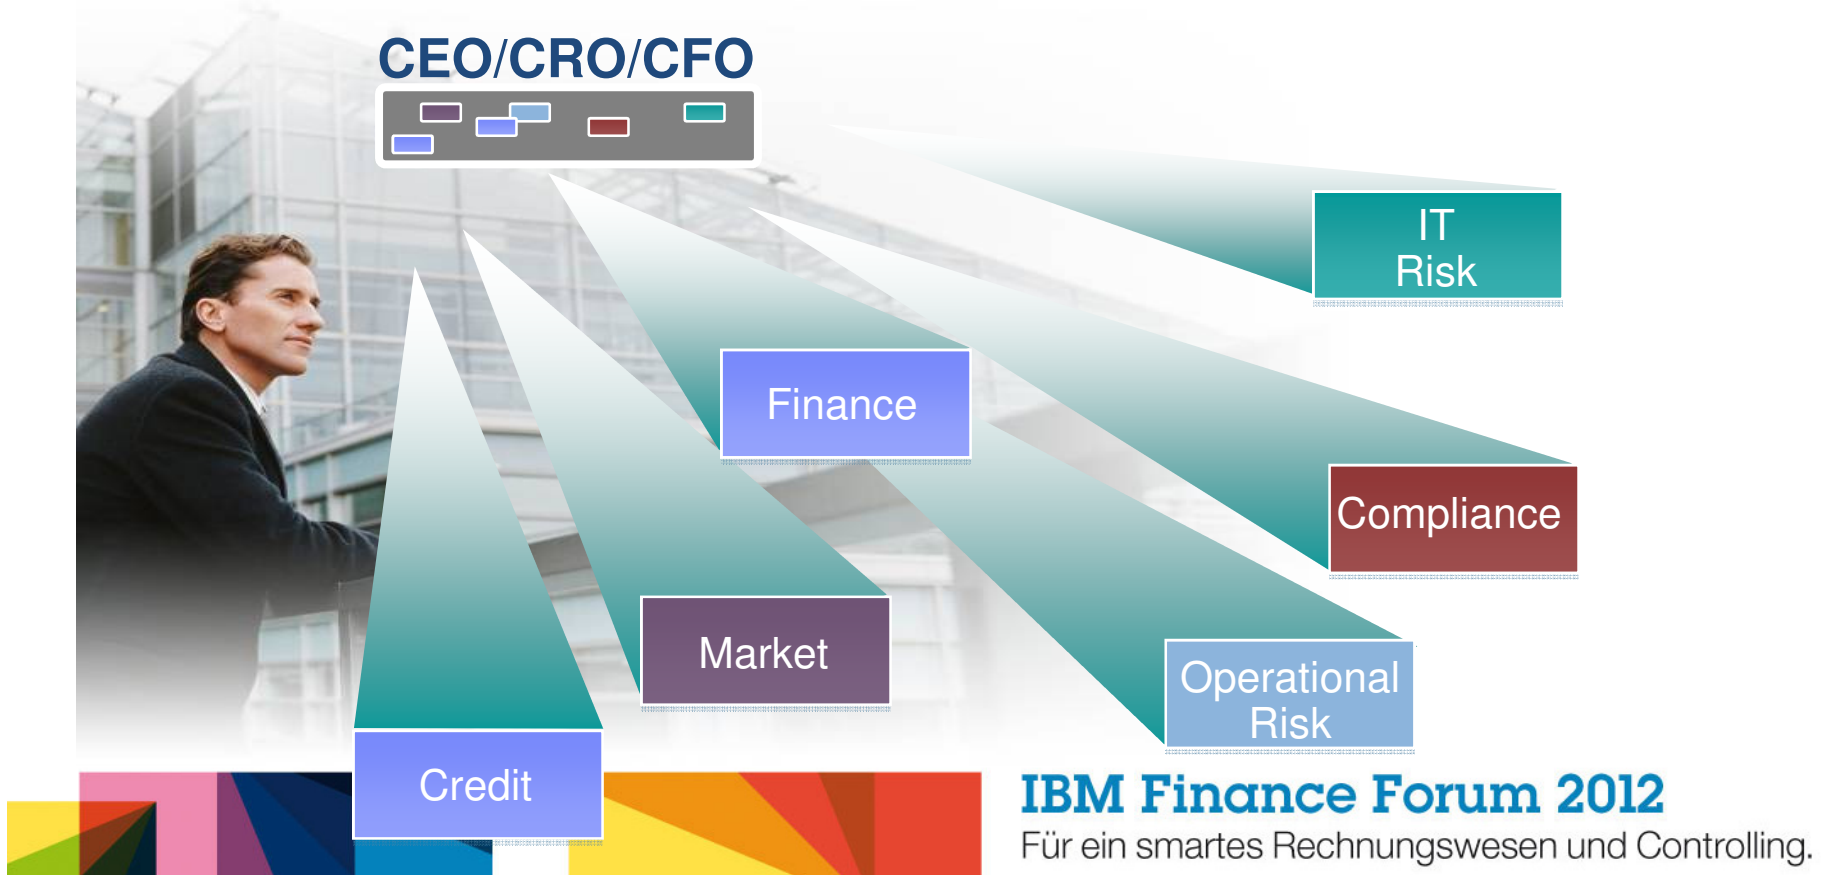 CEO/CRO/CFO
IT
Risk
Finance
Compliance
Market
Operational
Risk
Credit
IBM Finance Forum 2012
Für ein smartes Rechnungswesen und Controlling.